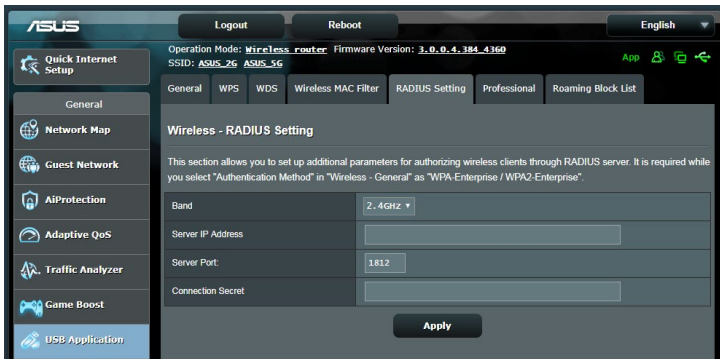 ASUS
Logout
Reboot
English
Quick Internet
Setup
Operation Mode: Wireless router Firmware Version: 3.0.0.4.384_4360
SSID: ASUS_2G ASUS_5G
App
General WPS WDS Wireless MAC Filter RADIUS Setting Professional Roaming Block List
General
Network Map
Guest Network
AiProtection
Adaptive QoS
Traffic Analyzer
Game Boost
USB Application
Wireless - RADIUS Setting
This section allows you to set up additional parameters for authorizing wireless clients through RADIUS server. It is required while
you select "Authentication Method" in "Wireless - General" as "WPA-Enterprise / WPA2-Enterprise".
Band 2.4GHz
Server IP Address
Server Port: 1812
Connection Secret
Apply